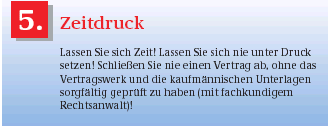 5. Zeitdruck
Lassen Sie sich Zeit! Lassen Sie sich nie unter Druck
setzen! Schließen Sie nie einen Vertrag ab, ohne das
Vertragswerk und die kaufmännischen Unterlagen
sorgfältig geprüft zu haben (mit fachkundigem
Rechtsanwalt)!